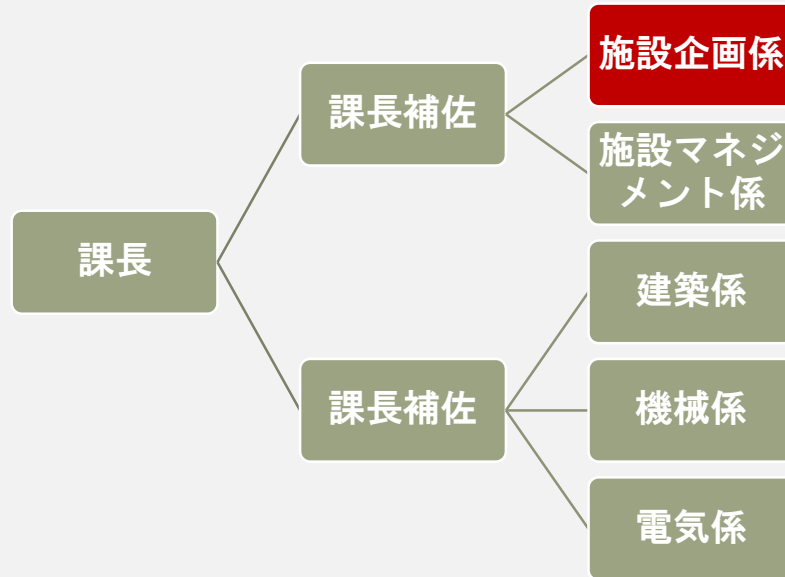 課長
課長補佐
施設企画係
施設マネジ
メント係
課長補佐
建築係
機械係
電気係